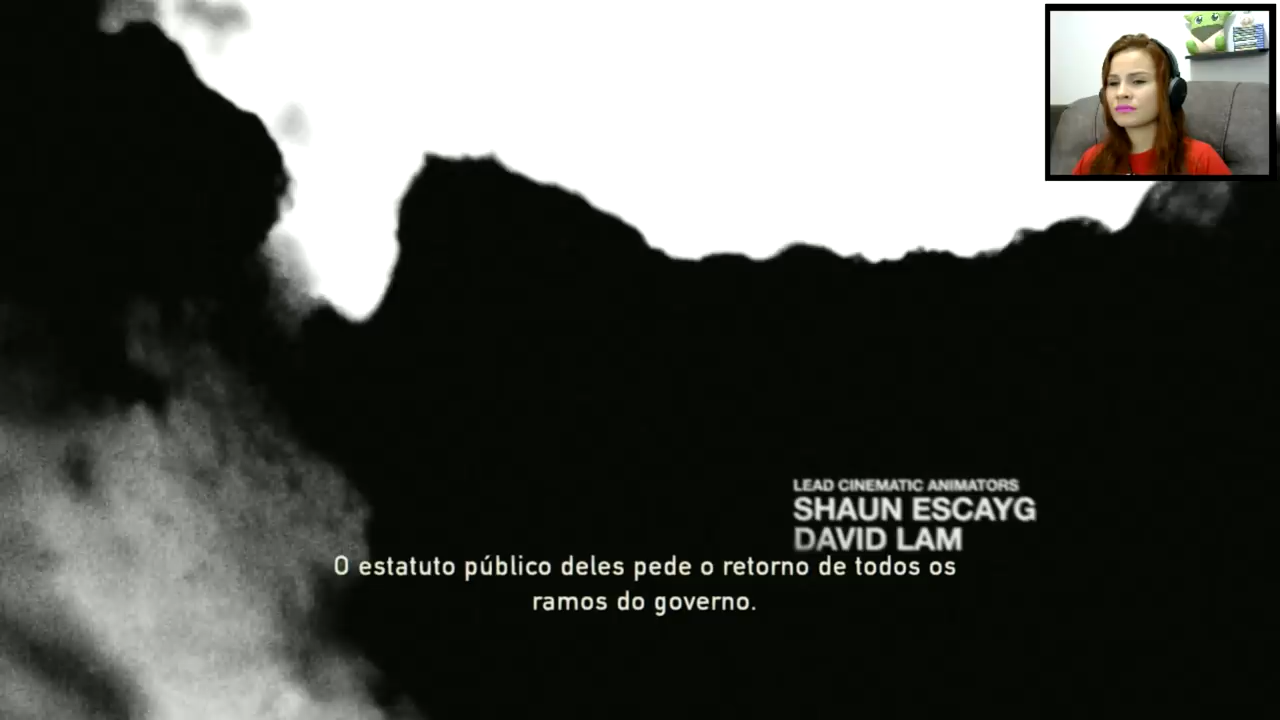 LEAD CINEMATIC ANIMATORS
SHAUN ESCAYG
DAVID LAM
O estatuto público deles pede o retorno de todos os
ramos do governo.